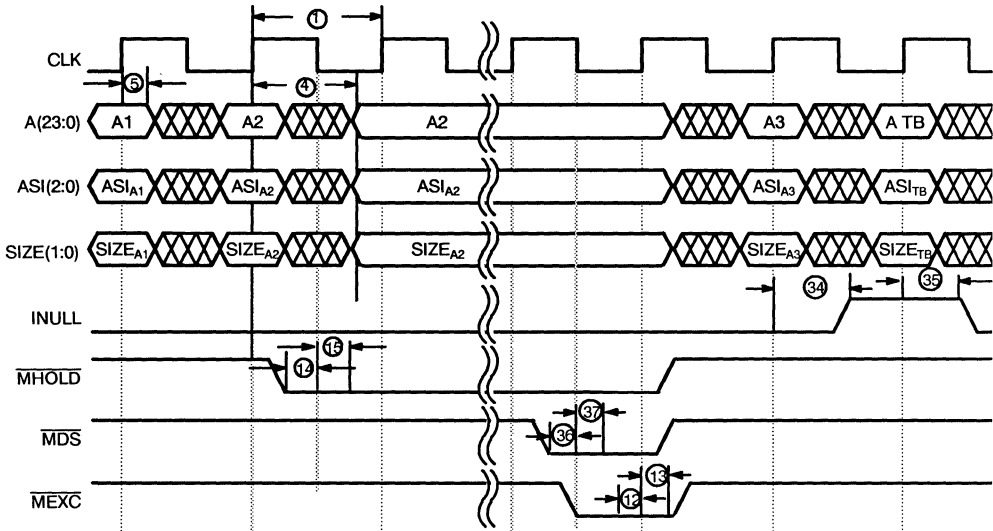 ①
CLK
⑤
④
A(23:0) A1 A2 A2 A3 A TB
ASI(2:0) ASIA1 ASIA2 ASIA2 ASIA3 ASITB
SIZE(1:0) SIZEA1 SIZEA2 SIZEA2 SIZEA3 SIZETB
㉞ ㉟
INULL
⑮
MHOLD ⑭
㊲
MDS ㊱
⑬
MEXC ⑫